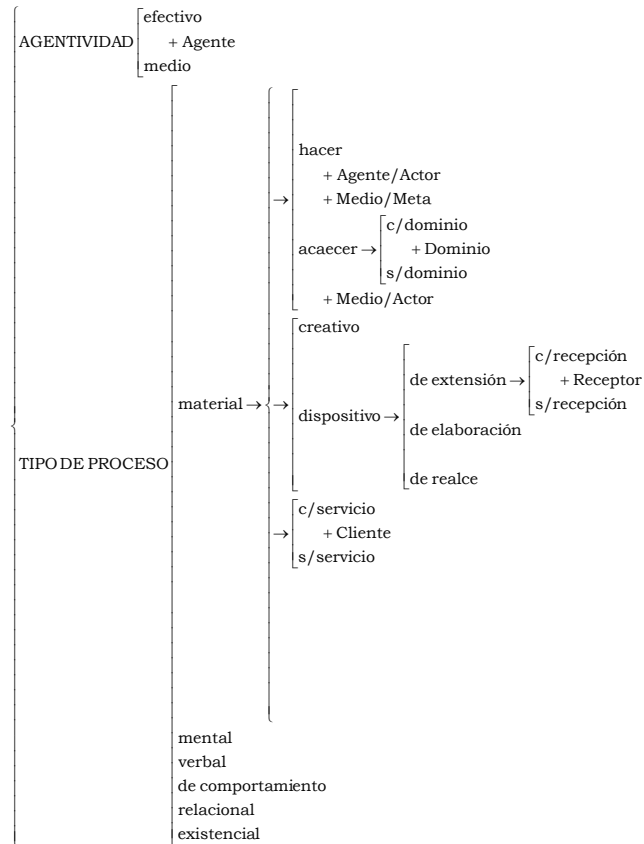 efectivo
AGENTIVIDAD
+ Agente
medio
hacer
+ Agente/Actor
+ Medio/Meta
c/dominio
acaecer → + Dominio
s/dominio
+ Medio/Actor
creativo
c/recepción
de extensión → + Receptor
s/recepción
material → → dispositivo →
de elaboración
TIPO DE PROCESO
de realce
c/servicio
→ + Cliente
s/servicio
mental
verbal
de comportamiento
relacional
existencial